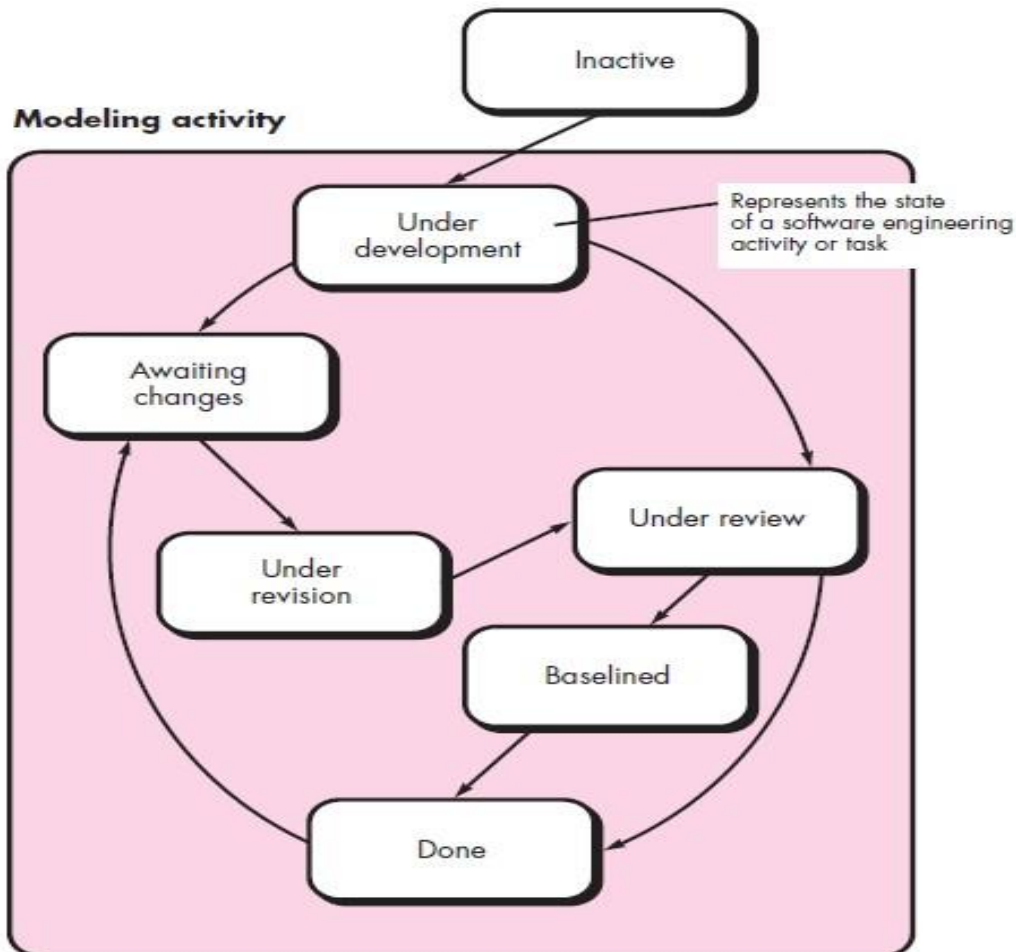 Inactive
Modeling activity
Under
development
Represents the state
of a software engineering
activity or task
Awaiting
changes
Under review
Under
revision
Baselined
Done